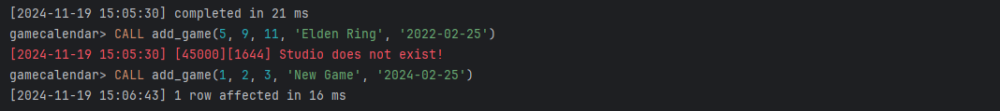 [2024-11-19 15:05:30] completed in 21 ms
gamecalendar> CALL add_game(5, 9, 11, 'Elden Ring', '2022-02-25')
[2024-11-19 15:05:30] [45000][1644] Studio does not exist!
gamecalendar> CALL add_game(1, 2, 3, 'New Game', '2024-02-25')
[2024-11-19 15:06:43] 1 row affected in 16 ms